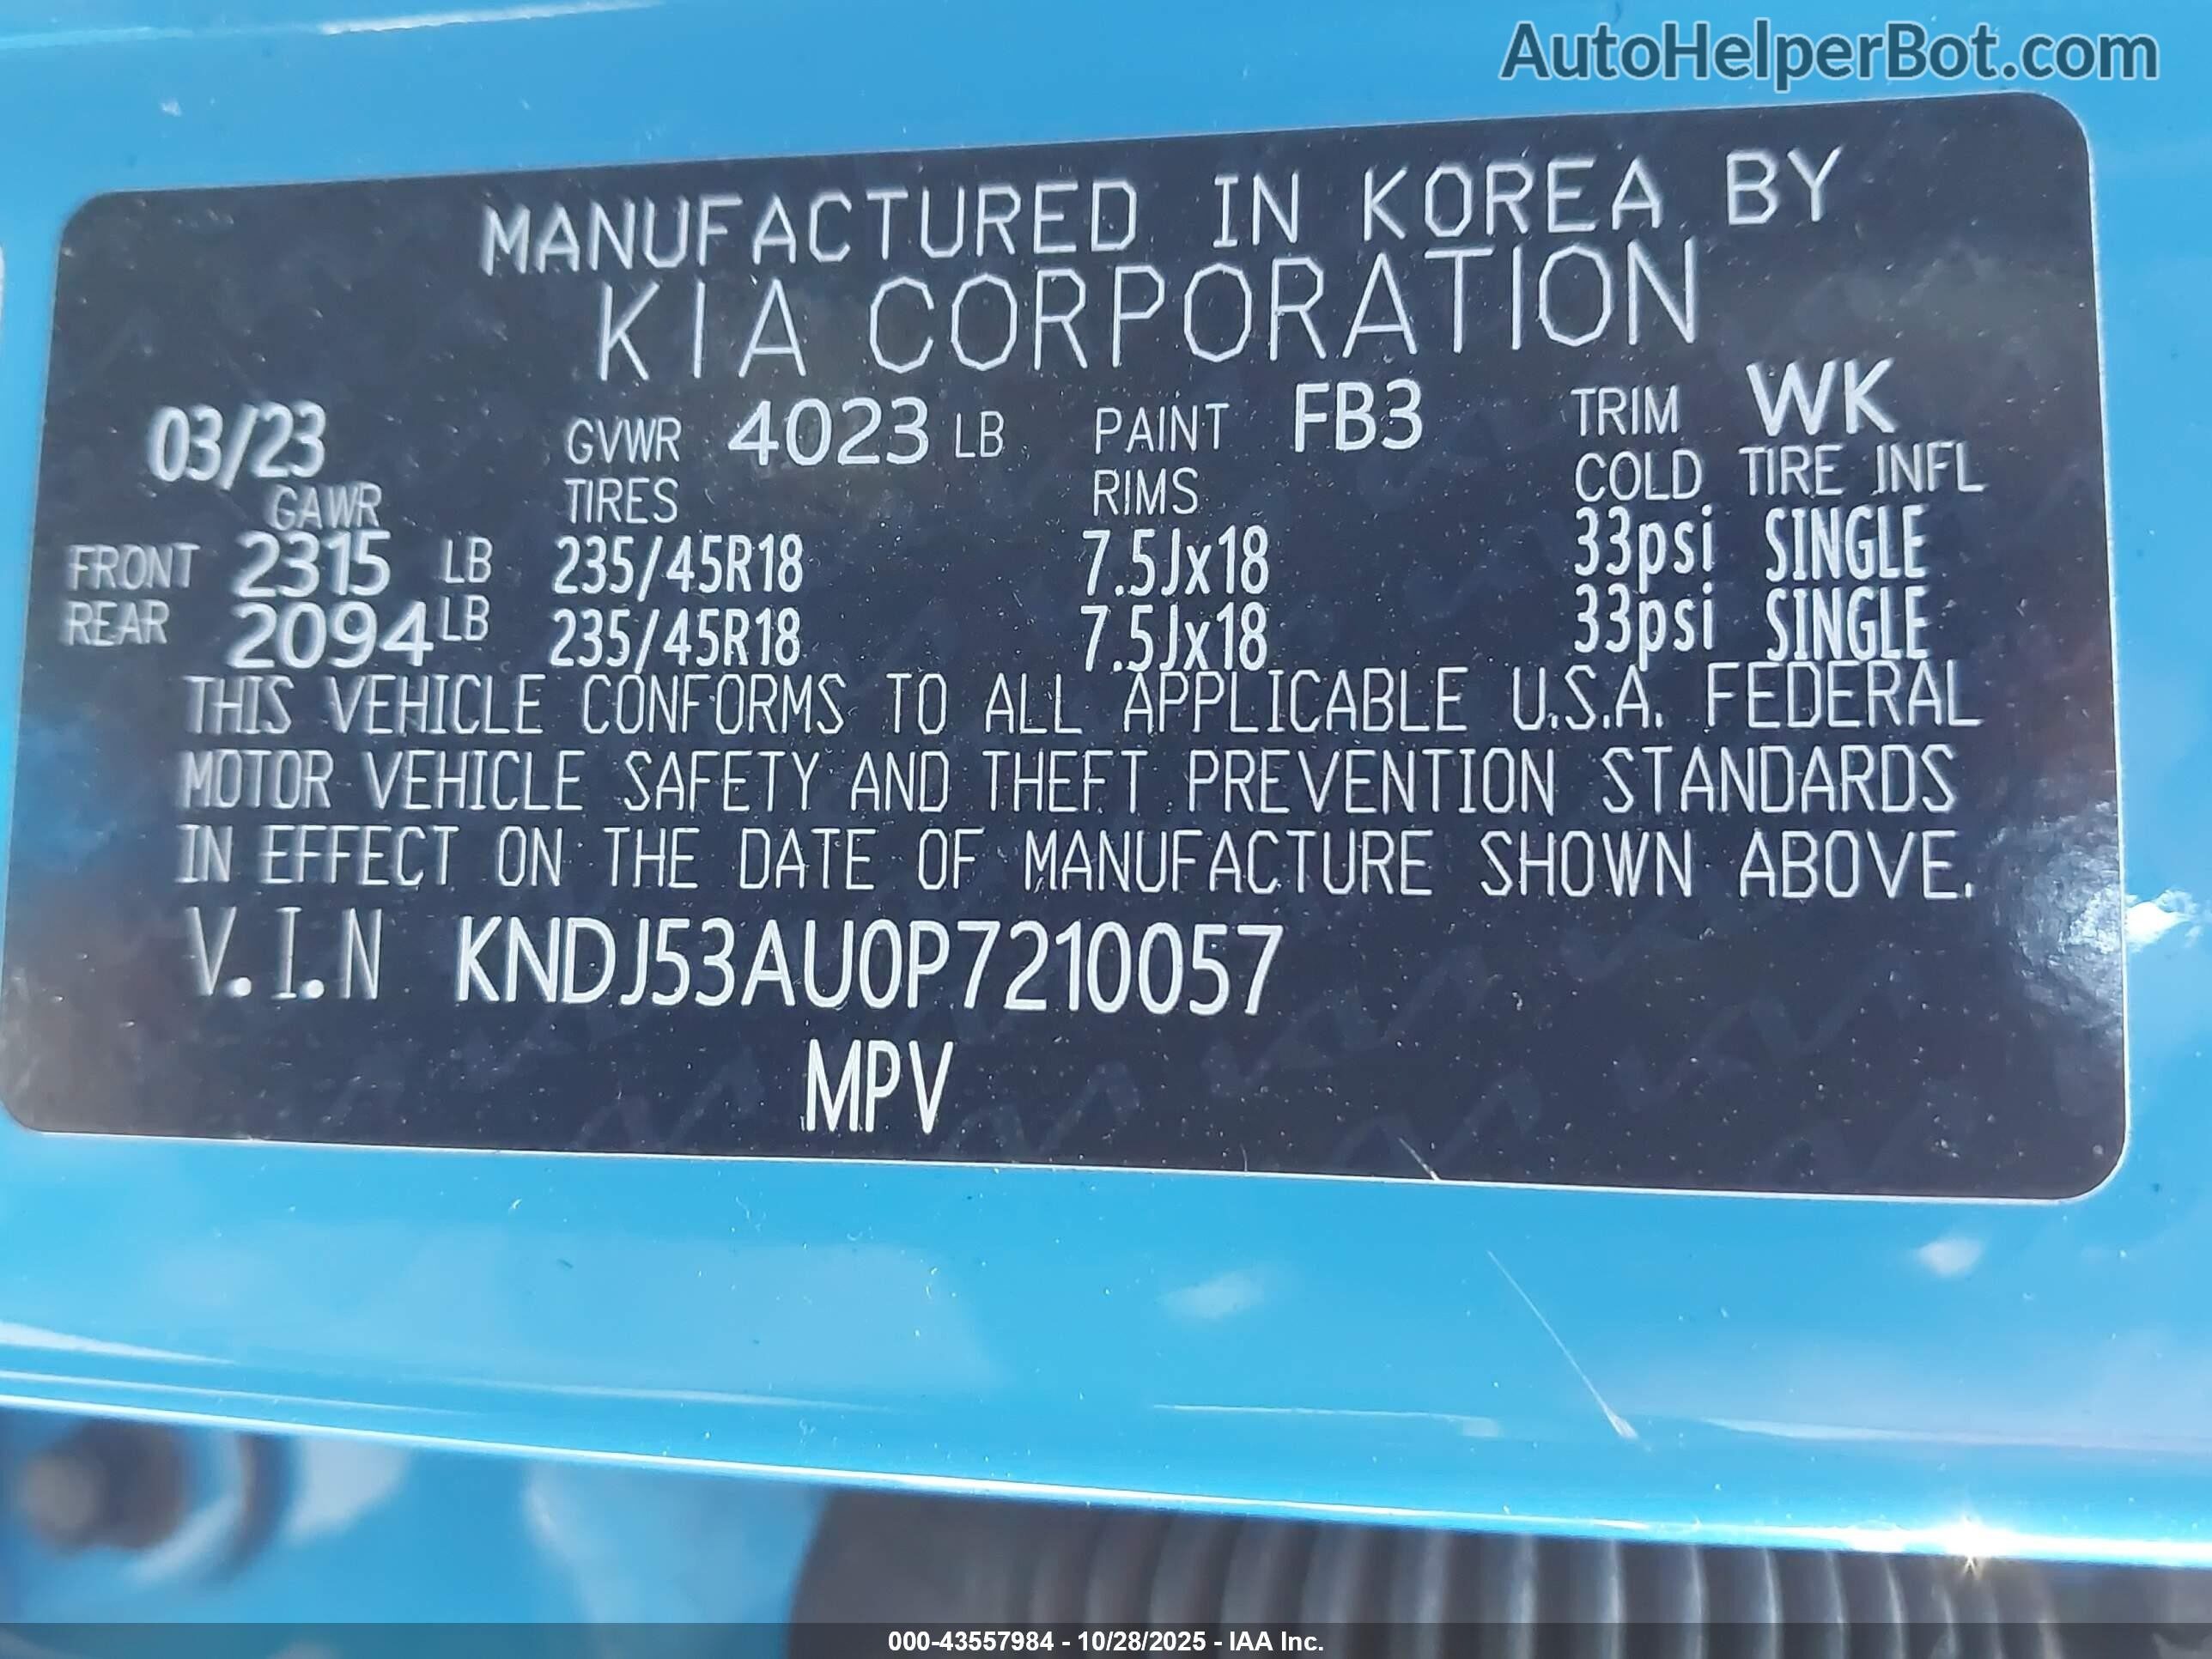 AutoHelperBot.com
MANUFACTURED IN KOREA BY
KIA CORPORATION
03/23 GVWR 4023 LB PAINT FB3 TRIM WK
GAWR TIRES RIMS COLD TIRE INFL
FRONT 2315 LB 235/45R18 7.5Jx18 33psi SINGLE
REAR 2094 LB 235/45R18 7.5Jx18 33psi SINGLE
THIS VEHICLE CONFORMS TO ALL APPLICABLE U.S.A. FEDERAL
MOTOR VEHICLE SAFETY AND THEFT PREVENTION STANDARDS
IN EFFECT ON THE DATE OF MANUFACTURE SHOWN ABOVE.
V.I.N KNDJ53AU0P7210057
MPV
000-43557984 - 10/28/2025 - IAA Inc.